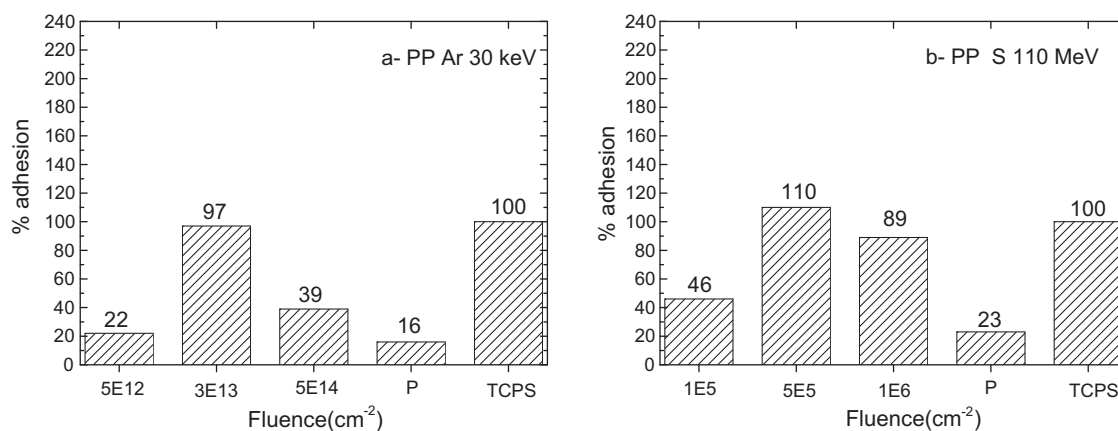 240
220
200
180
160
140
120
100
80
60
40
20
0
% adhesion
a- PP Ar 30 keV
22
97
39
16
100
5E12
3E13
5E14
P
TCPS
Fluence(cm⁻²)
240
220
200
180
160
140
120
100
80
60
40
20
0
% adhesion
b- PP S 110 MeV
46
110
89
23
100
1E5
5E5
1E6
P
TCPS
Fluence(cm⁻²)